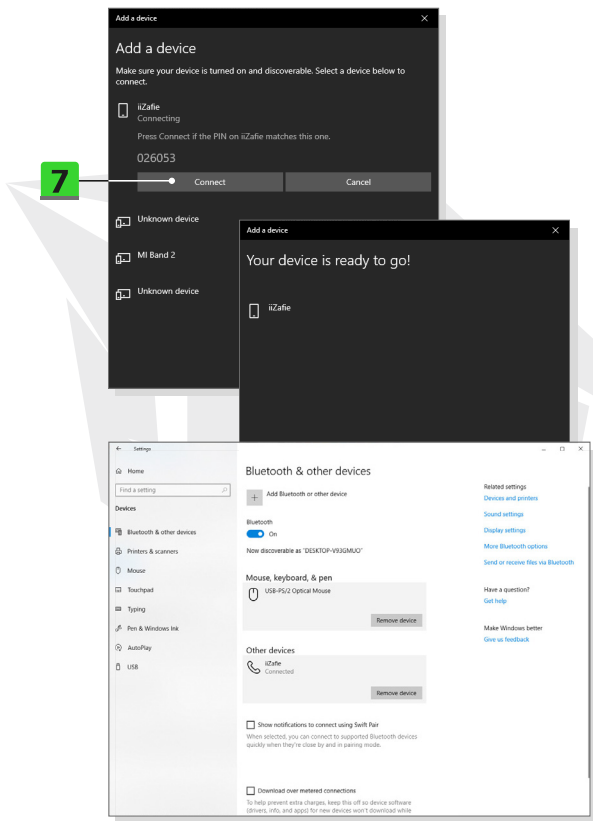 Add a device
Add a device
Make sure your device is turned on and discoverable. Select a device below to
connect.
iiZafie
Connecting
Press Connect if the PIN on iiZafie matches this one.
026053
7
Connect
Cancel
Unknown device
MI Band 2
Unknown device
Add a device
Your device is ready to go!
iiZafie
Settings
Home
Find a setting
Devices
Bluetooth & other devices
Printers & scanners
Mouse
Touchpad
Typing
Pen & Windows Ink
AutoPlay
USB
Bluetooth & other devices
Add Bluetooth or other device
Bluetooth
On
Now discoverable as "DESKTOP-V93GMUO"
Mouse, keyboard, & pen
USB-PS/2 Optical Mouse
Remove device
Other devices
iiZafie
Connected
Remove device
Show notifications to connect using Swift Pair
When selected, you can connect to supported Bluetooth devices
quickly when they're close by and in pairing mode.
Download over metered connections
To help prevent extra charges, keep this off so device software
(drivers, info, and apps) for new devices won't download while
Related settings
Devices and printers
Sound settings
Display settings
More Bluetooth options
Send or receive files via Bluetooth
Have a question?
Get help
Make Windows better
Give us feedback